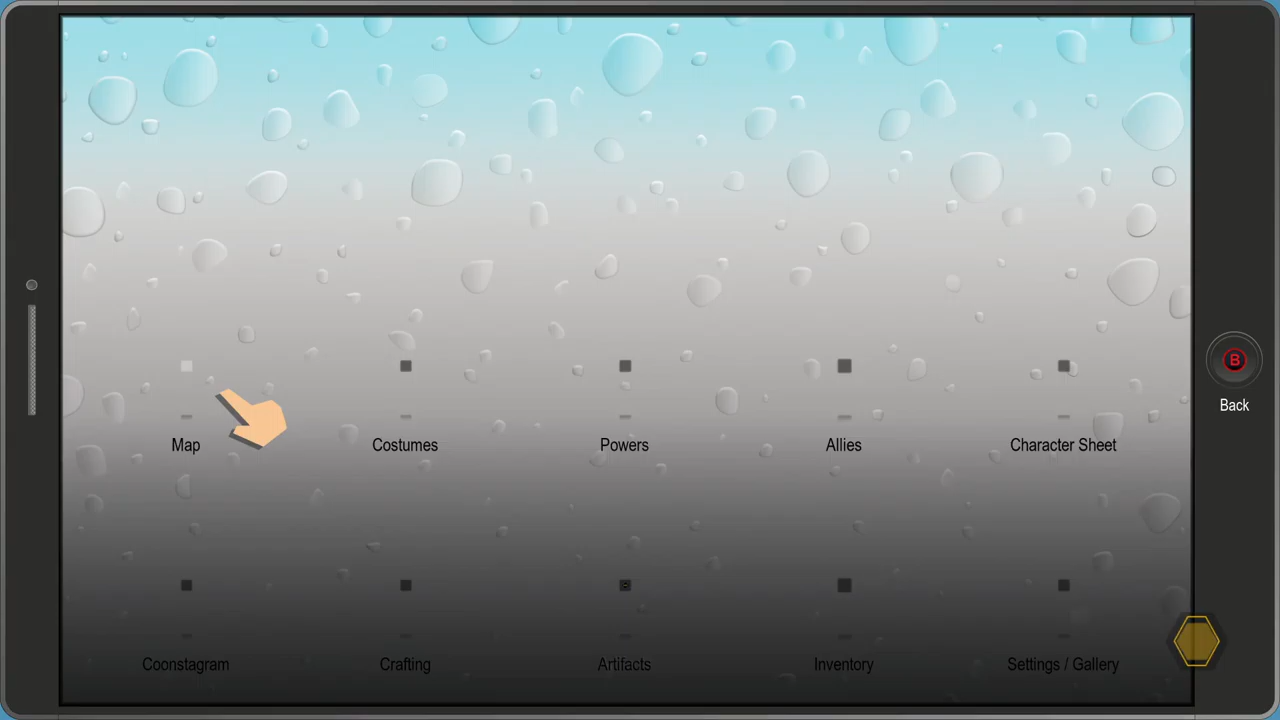 B
Back
Map
Costumes
Powers
Allies
Character Sheet
Coonstagram
Crafting
Artifacts
Inventory
Settings / Gallery